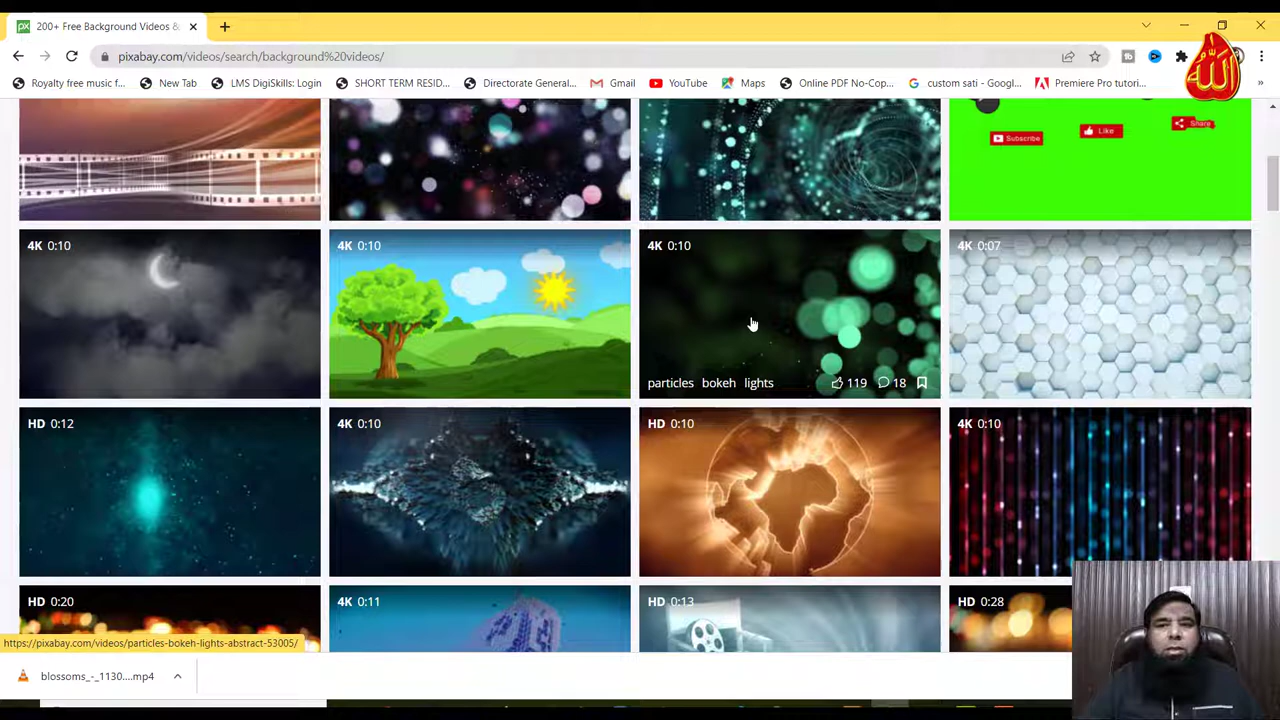 200+ Free Background Videos &
pixabay.com/videos/search/background%20videos/
Royalty free music f...
New Tab
LMS DigiSkills: Login
SHORT TERM RESID...
Directorate General...
Gmail
YouTube
Maps
Online PDF No-Cop...
custom sati - Googl...
Premiere Pro tutori...
الله
Subscribe
Like
Share
4K 0:10
4K 0:10
4K 0:10
4K 0:07
particles bokeh lights
119
18
HD 0:12
4K 0:10
HD 0:10
4K 0:10
HD 0:20
4K 0:11
HD 0:13
HD 0:28
https://pixabay.com/videos/particles-bokeh-lights-abstract-53005/
blossoms_-_1130....mp4